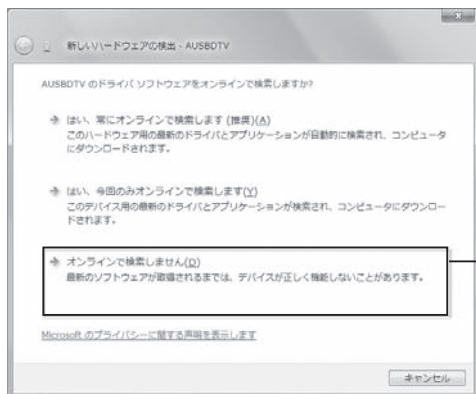 新しいハードウェアの検出 - AUSBDTV
AUSBDTV のドライバ ソフトウェアをオンラインで検索しますか?
はい、常にオンラインで検索します (推奨)(A)
このハードウェア用の最新のドライバとアプリケーションが自動的に検索され、コンピュータ
にダウンロードされます。
はい、今回のみオンラインで検索します(Y)
このデバイス用の最新のドライバとアプリケーションが検索され、コンピュータにダウンロー
ドされます。
オンラインで検索しません(D)
最新のソフトウェアが取得されるまでは、デバイスが正しく機能しないことがあります。
Microsoft のプライバシーに関する声明を表示します
キャンセル